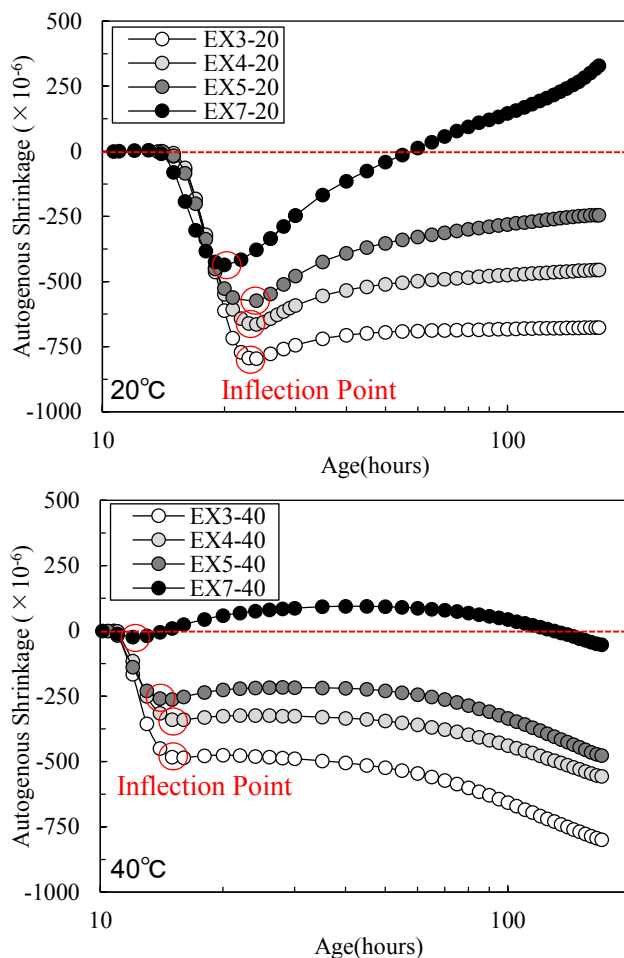 500
250
0
-250
-500
-750
-1000
Autogenous Shrinkage (×10⁻⁶)
EX3-20
EX4-20
EX5-20
EX7-20
20℃
Inflection Point
10
100
Age(hours)
500
250
0
-250
-500
-750
-1000
Autogenous Shrinkage (×10⁻⁶)
EX3-40
EX4-40
EX5-40
EX7-40
Inflection Point
40℃
10
100
Age(hours)